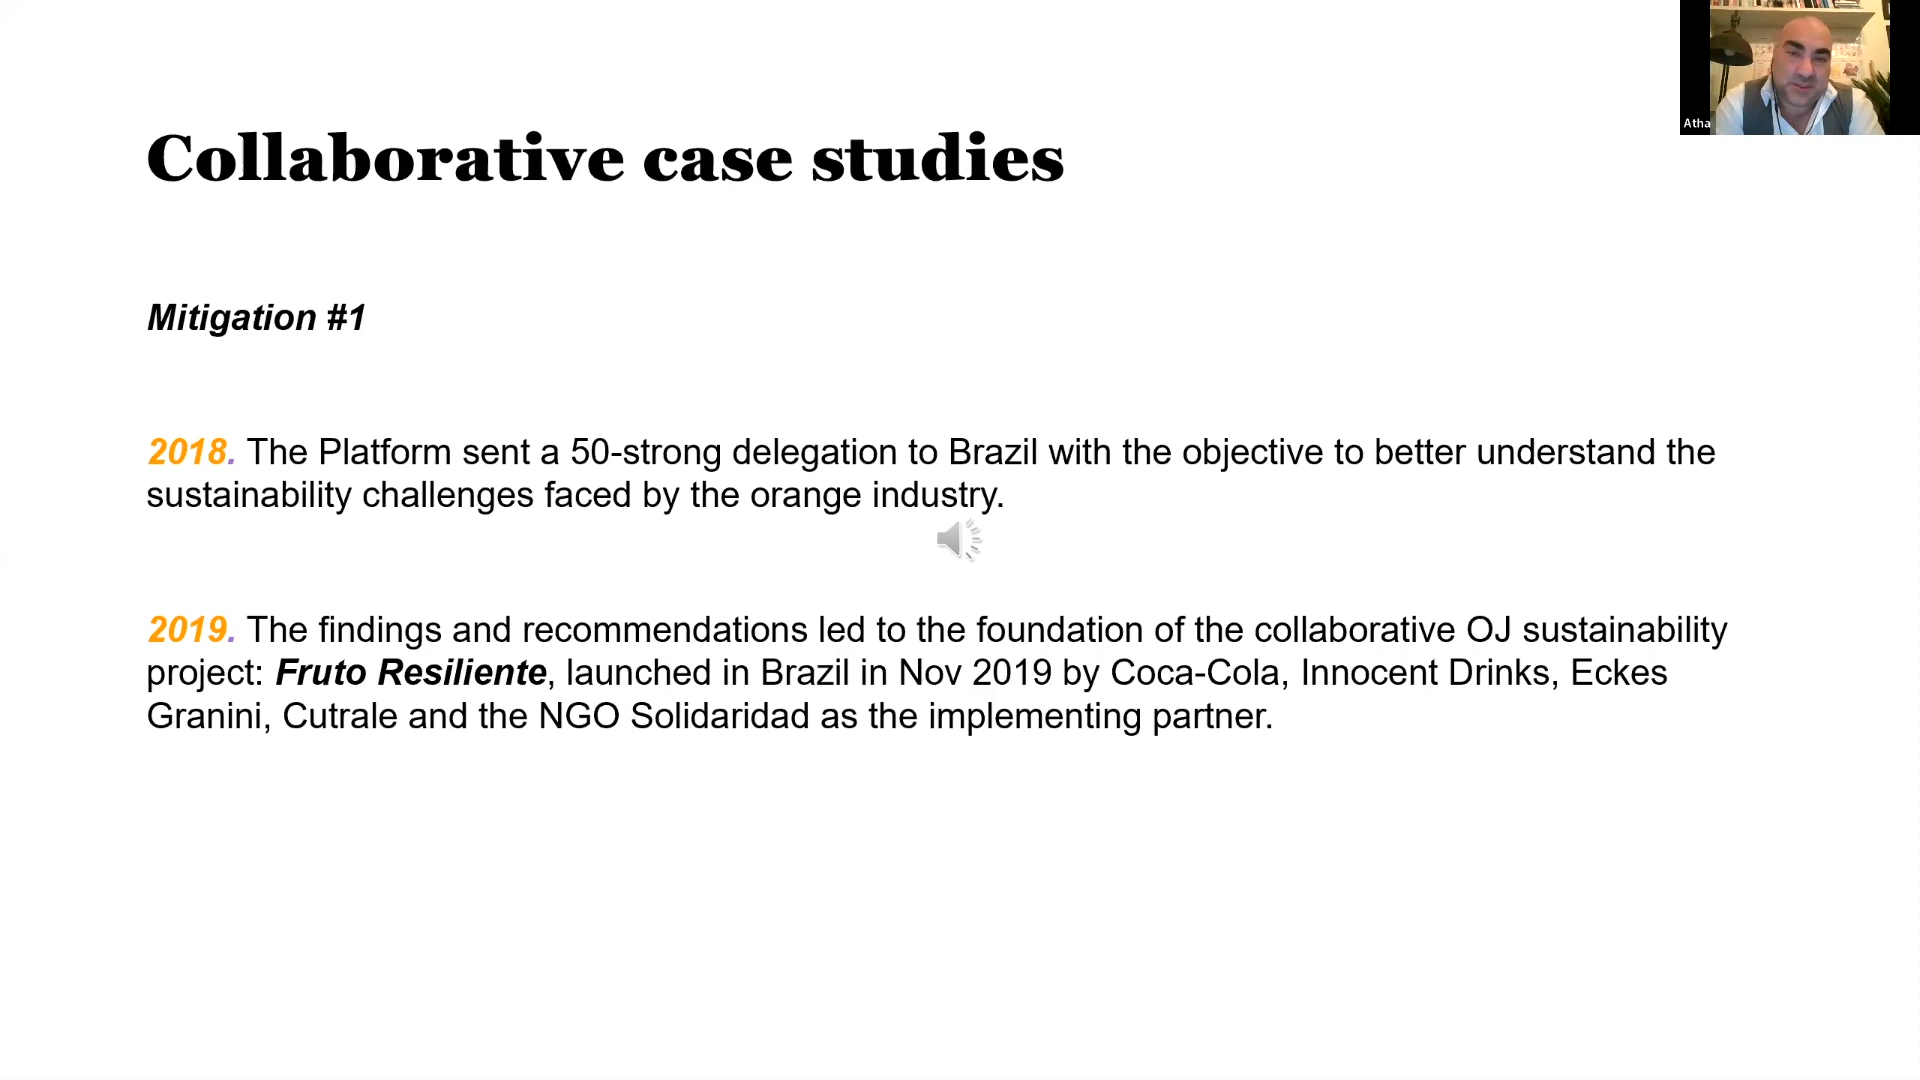 Atha
Collaborative case studies
Mitigation #1
2018. The Platform sent a 50-strong delegation to Brazil with the objective to better understand the
sustainability challenges faced by the orange industry.
2019. The findings and recommendations led to the foundation of the collaborative OJ sustainability
project: Fruto Resiliente, launched in Brazil in Nov 2019 by Coca-Cola, Innocent Drinks, Eckes
Granini, Cutrale and the NGO Solidaridad as the implementing partner.